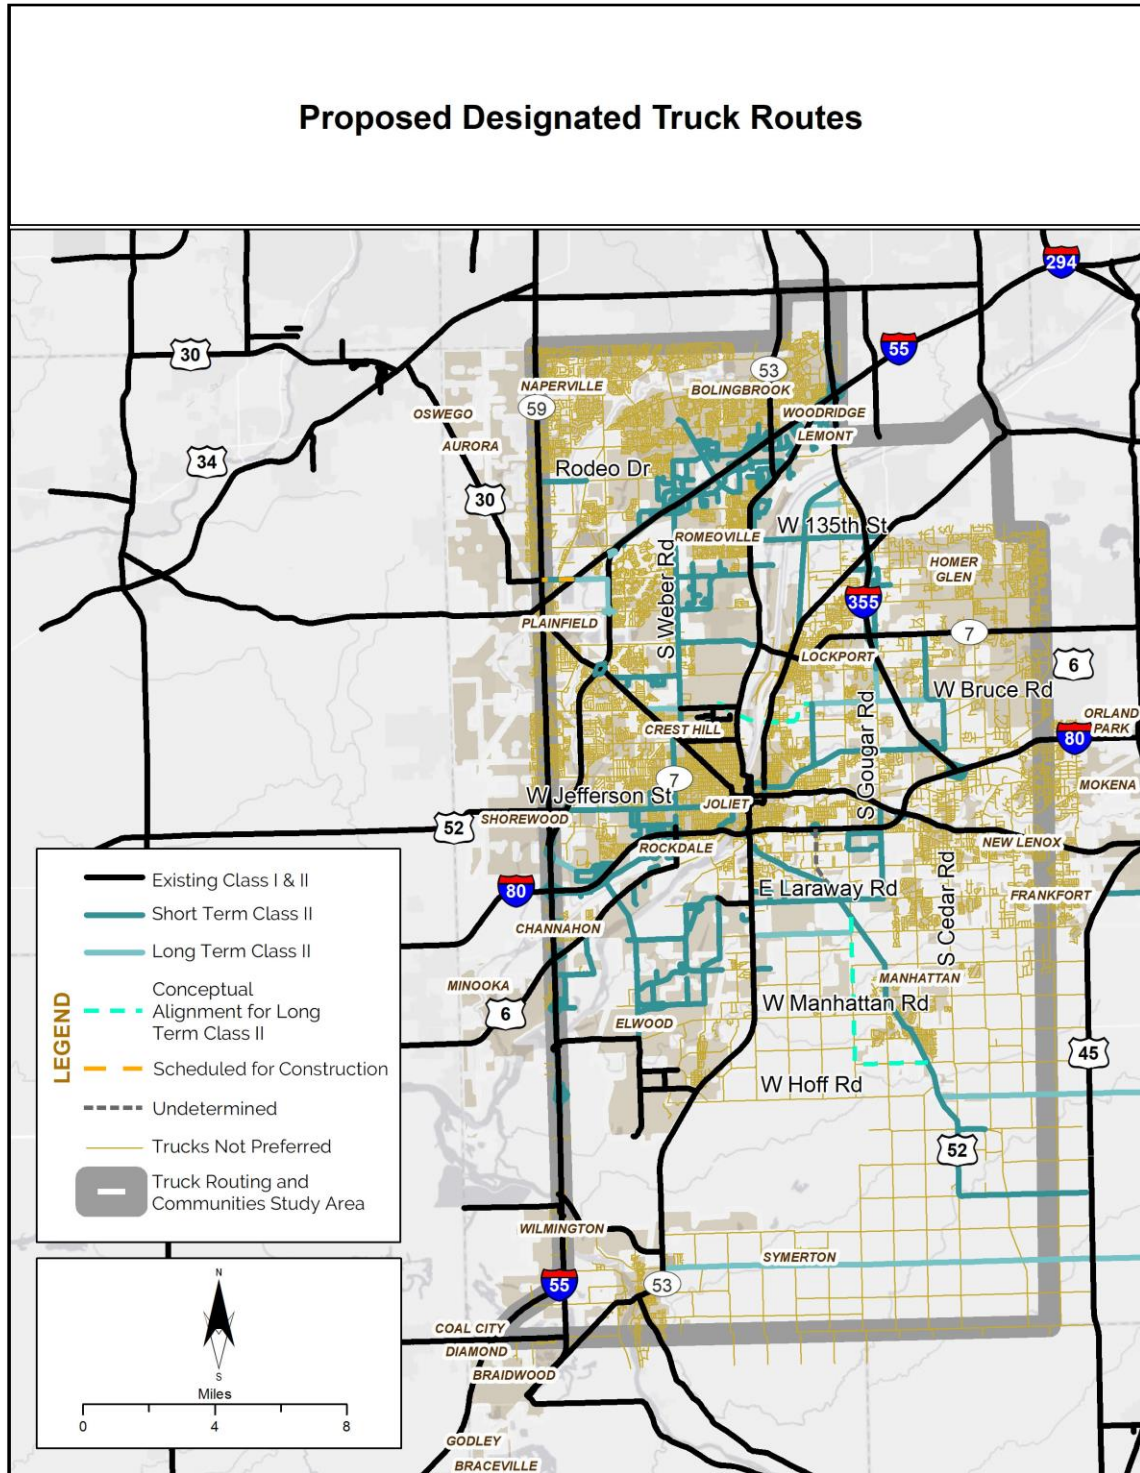 Proposed Designated Truck Routes
294
55
30
53
NAPERVILLE
BOLINGBROOK
59
OSWEGO
WOODRIDGE
LEMONT
AURORA
34
Rodeo Dr
30
W 135th St
ROMEOVILLE
S Weber Rd
HOMER
GLEN
355
PLAINFIELD
7
LOCKPORT
6
W Bruce Rd
ORLAND
PARK
S Gougar Rd
CREST HILL
80
7
MOKENA
W Jefferson St
JOLIET
SHOREWOOD
52
ROCKDALE
NEW LENOX
E Laraway Rd
80
S Cedar Rd
FRANKFORT
CHANNAHON
MANHATTAN
MINOOKA
W Manhattan Rd
6
ELWOOD
45
W Hoff Rd
52
WILMINGTON
SYMERTON
55
53
COAL CITY
DIAMOND
BRAIDWOOD
GODLEY
BRACEVILLE
LEGEND
Existing Class I & II
Short Term Class II
Long Term Class II
Conceptual
Alignment for Long
Term Class II
Scheduled for Construction
Undetermined
Trucks Not Preferred
Truck Routing and
Communities Study Area
N
S
Miles
0 4 8